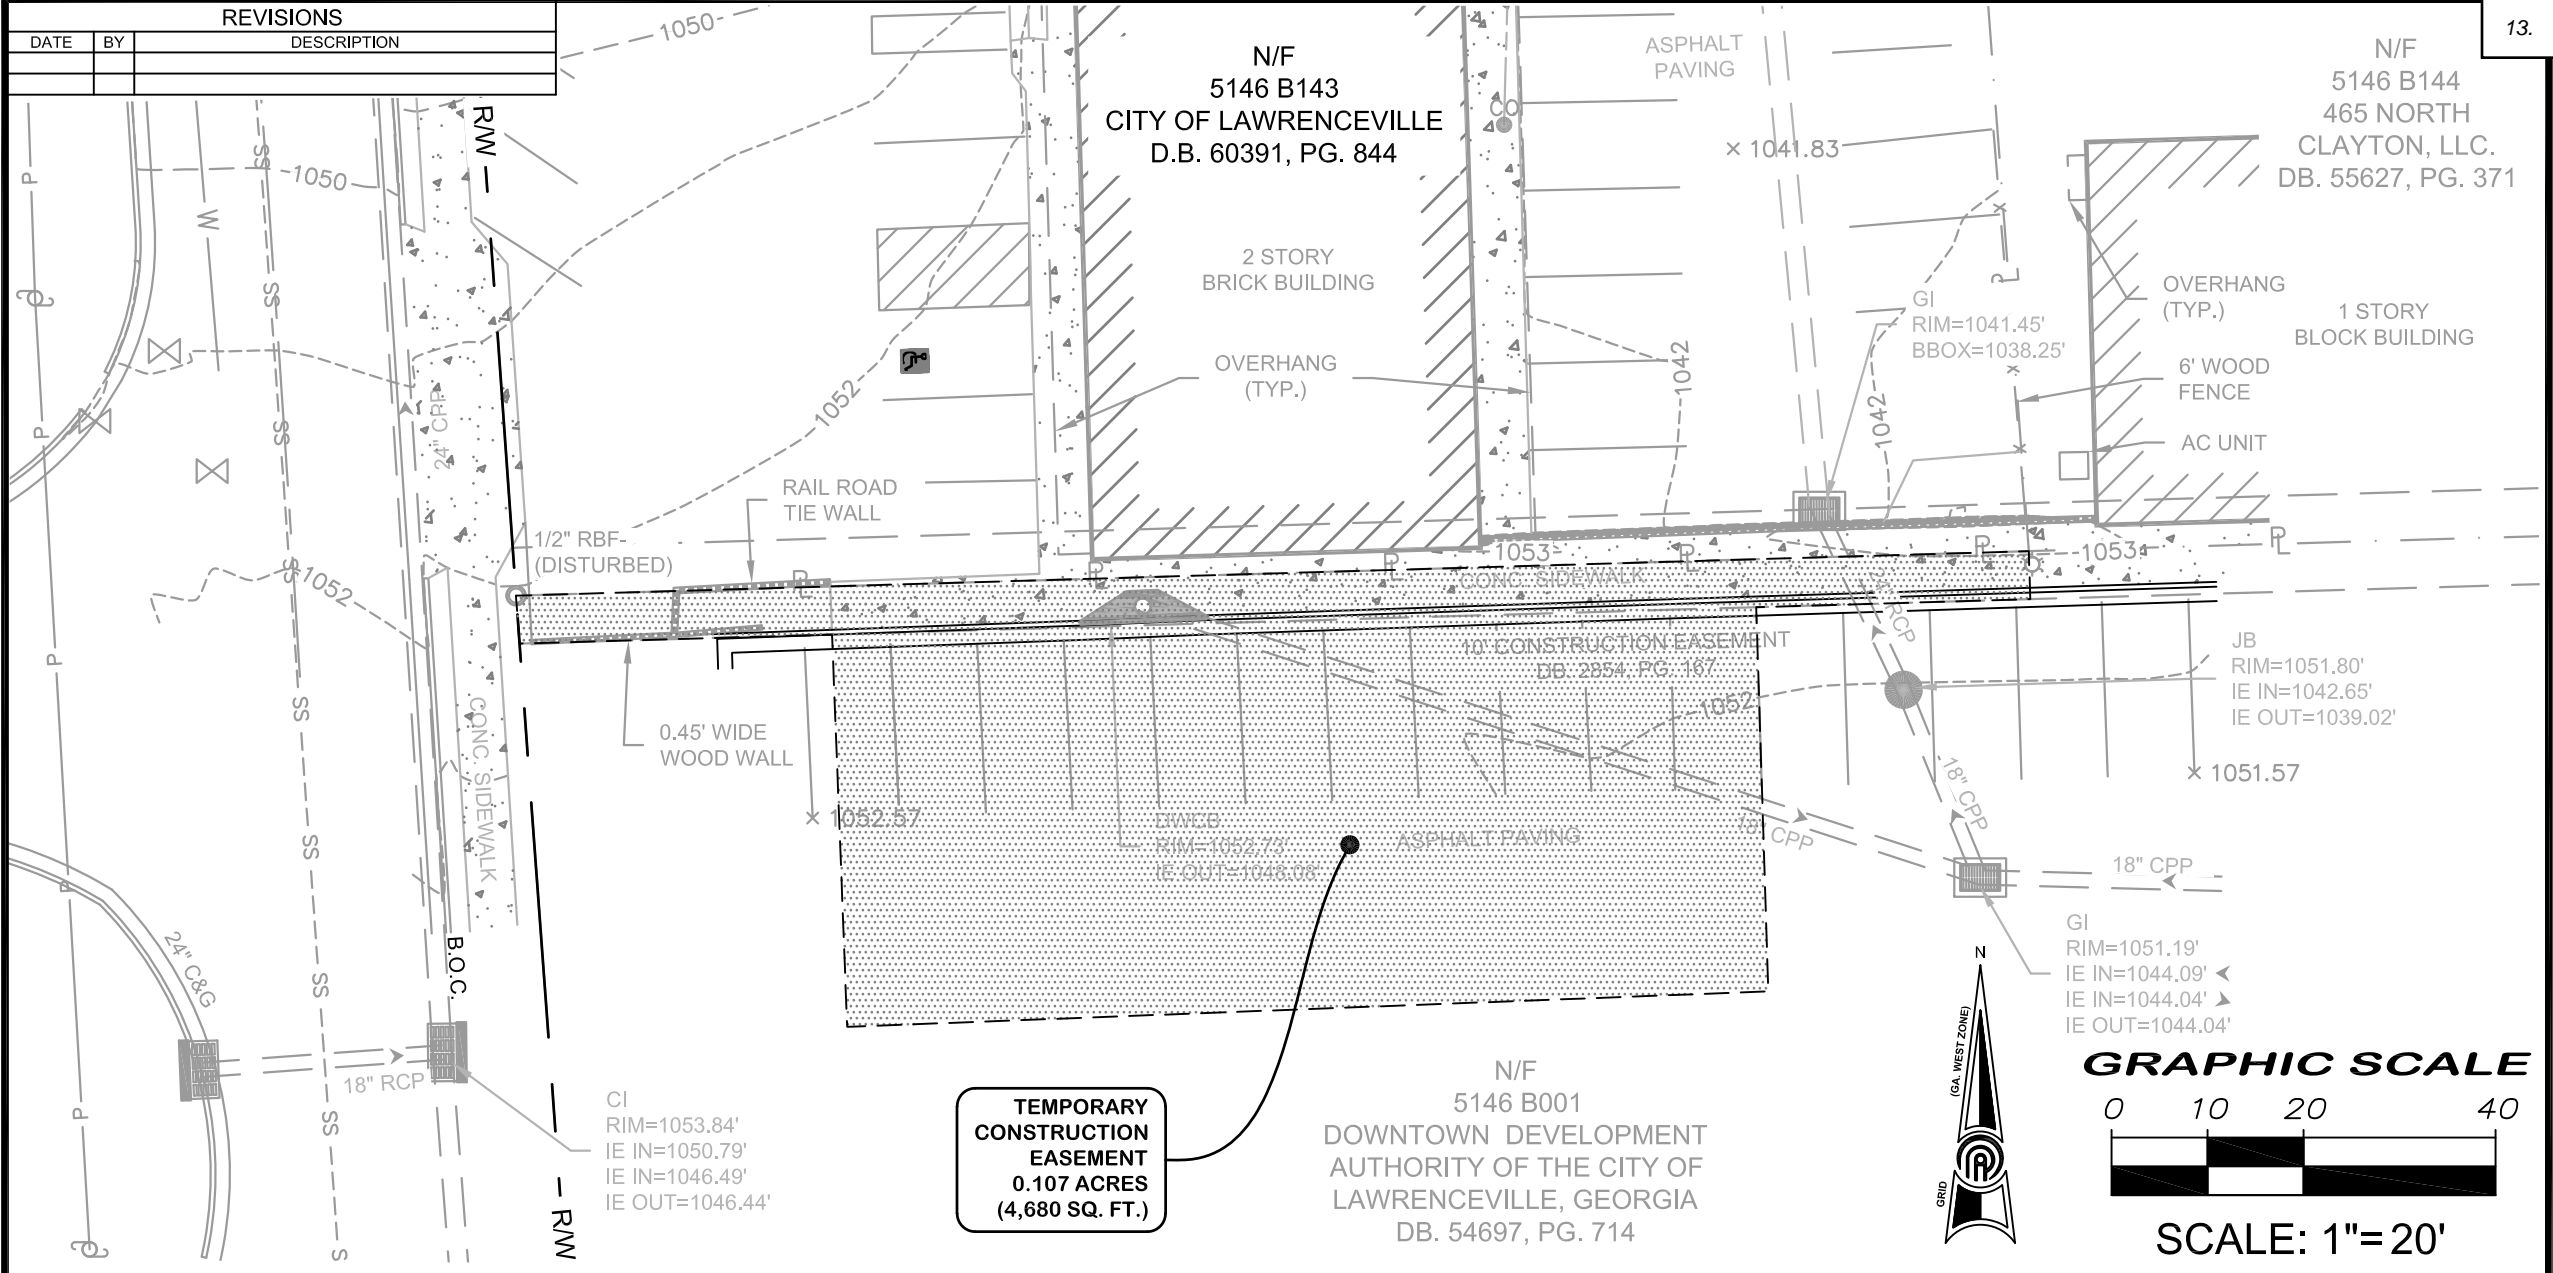 REVISIONS
DATE BY DESCRIPTION
13.
N/F
5146 B143
CITY OF LAWRENCEVILLE
D.B. 60391, PG. 844
N/F
5146 B144
465 NORTH
CLAYTON, LLC.
DB. 55627, PG. 371
ASPHALT
PAVING
CO
× 1041.83
1050
1050
R/W
P
W
SS
SS
SS
P
2 STORY
BRICK BUILDING
OVERHANG
(TYP.)
OVERHANG
(TYP.)
1 STORY
BLOCK BUILDING
GI
RIM=1041.45'
BBOX=1038.25'
6' WOOD
FENCE
AC UNIT
1042
1042
1052
24" CPP
RAIL ROAD
TIE WALL
1/2" RBF
(DISTURBED)
1052
1053
1053
CONC. SIDEWALK
24" RCP
10' CONSTRUCTION EASEMENT
DB. 2854, PG. 167
JB
RIM=1051.80'
IE IN=1042.65'
IE OUT=1039.02'
1052
× 1051.57
0.45' WIDE
WOOD WALL
CONC. SIDEWALK
× 1052.57
DWCB
RIM=1052.73'
IE OUT=1048.08'
ASPHALT PAVING
18" CPP
18" CPP
18" CPP
P
SS
SS
SS
SS
P
P
24" C&G
B.O.C.
GI
RIM=1051.19'
IE IN=1044.09'
IE IN=1044.04'
IE OUT=1044.04'
18" RCP
CI
RIM=1053.84'
IE IN=1050.79'
IE IN=1046.49'
IE OUT=1046.44'
R/W
TEMPORARY
CONSTRUCTION
EASEMENT
0.107 ACRES
(4,680 SQ. FT.)
N/F
5146 B001
DOWNTOWN DEVELOPMENT
AUTHORITY OF THE CITY OF
LAWRENCEVILLE, GEORGIA
DB. 54697, PG. 714
N
(GA. WEST ZONE)
GRID
GRAPHIC SCALE
0 10 20 40
SCALE: 1"=20'